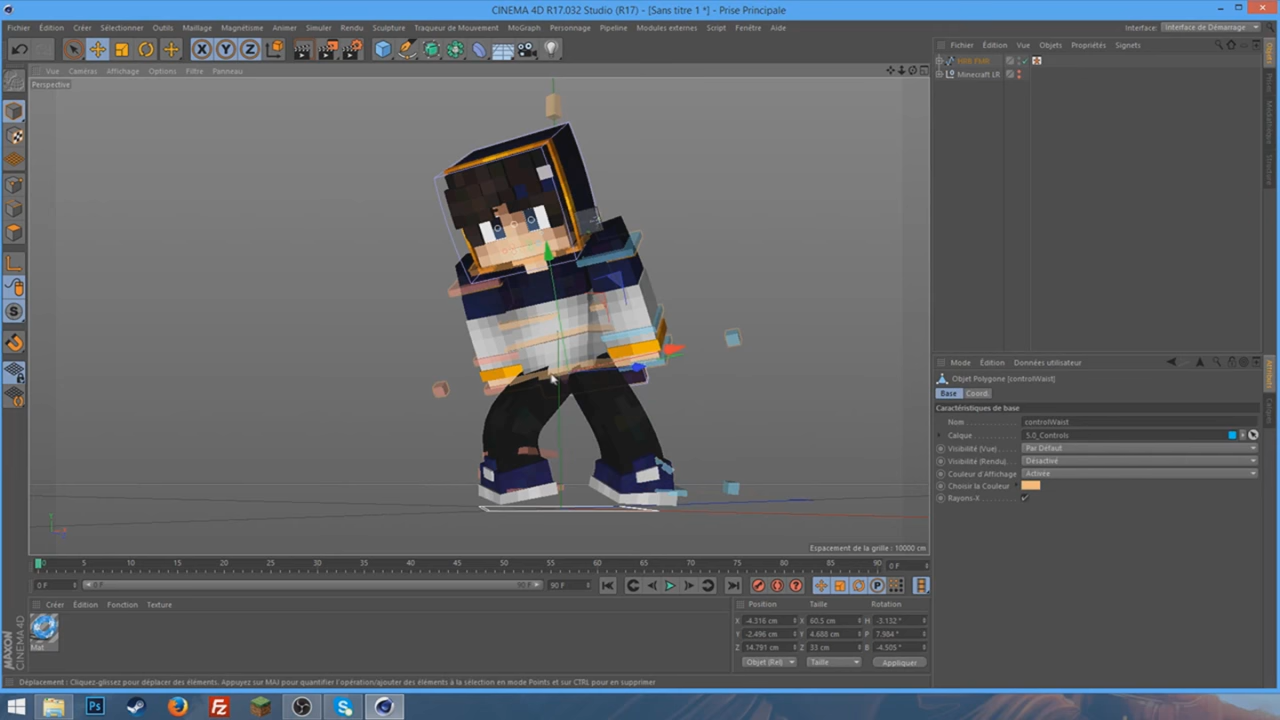 CINEMA 4D R17.032 Studio (R17) - [Sans titre 1 *] - Prise Principale
Fichier Édition Créer Sélectionner Outils Maillage Magnétisme Animer Simuler Rendu Sculpture Traqueur de Mouvement MoGraph Personnage Pipeline Modules externes Script Fenêtre Aide
Interface: Interface de Démarrage
Fichier Édition Vue Objets Propriétés Signets
Vue Caméras Affichage Options Filtre Panneau
Perspective
Minecraft LR
Mode Édition Données utilisateur
Objet Polygone [controlWaist]
Base Coord.
Caractéristiques de base
Nom controlWaist
Calque 5.0_Controls
Visibilité (Vue) Par Défaut
Visibilité (Rendu) Désactivé
Couleur d'Affichage Activée
Choisir la Couleur
Rayons-X
Espacement de la grille : 10000 cm
0 5 10 15 20 25 30 35 40 45 50 55 60 65 70 75 80 85 90
0 F
0 F 0 F 90 F 90 F
Créer Édition Fonction Texture
Mat
Position Taille Rotation
X -4.316 cm X 60.5 cm H -3.132 °
Y -2.496 cm Y 4.688 cm P 7.984 °
Z 14.791 cm Z 33 cm B -4.505 °
Objet (Rel) Taille Appliquer
MAXON CINEMA 4D
Déplacement : Cliquez-glissez pour déplacer des éléments. Appuyez sur MAJ pour quantifier l'opération/ajouter des éléments à la sélection en mode Points et sur CTRL pour en supprimer